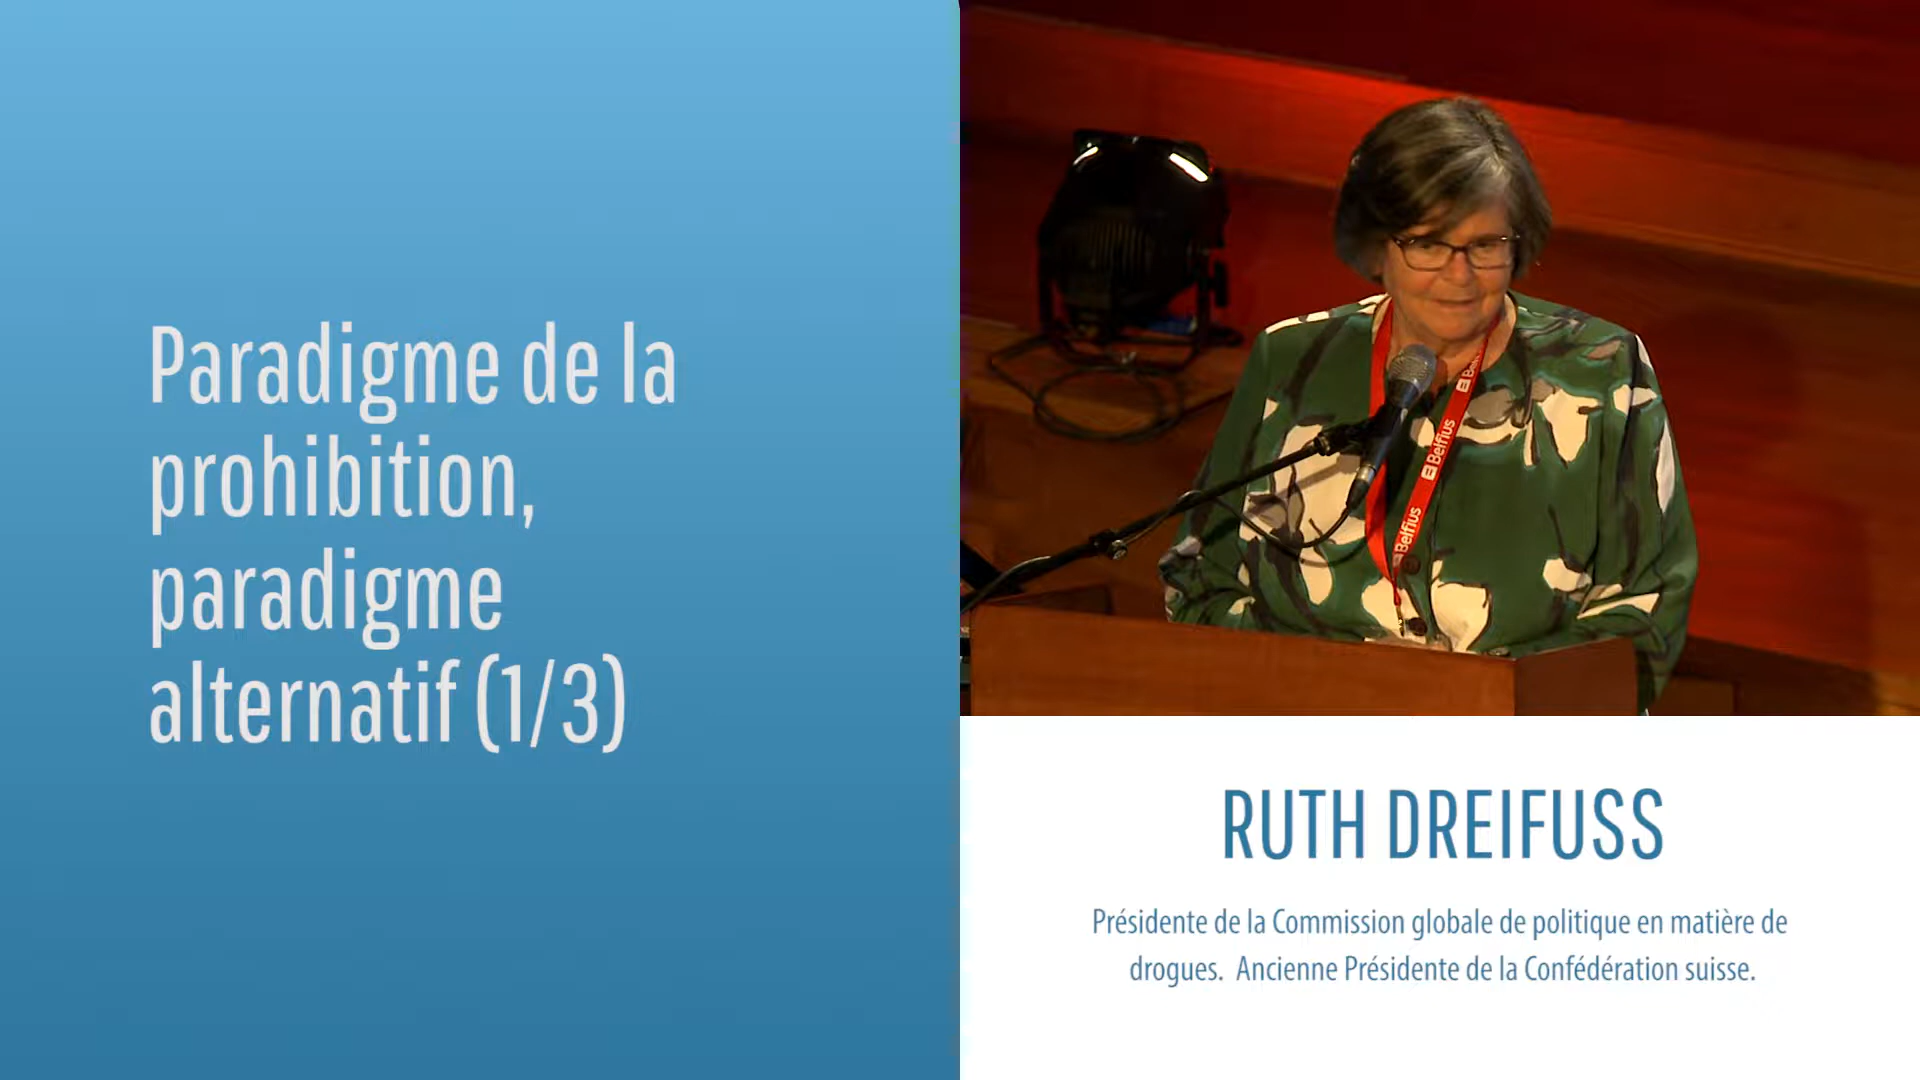 Paradigme de la
prohibition,
paradigme
alternatif (1/3)
Belfius
Belfius
RUTH DREIFUSS
Présidente de la Commission globale de politique en matière de
drogues. Ancienne Présidente de la Confédération suisse.